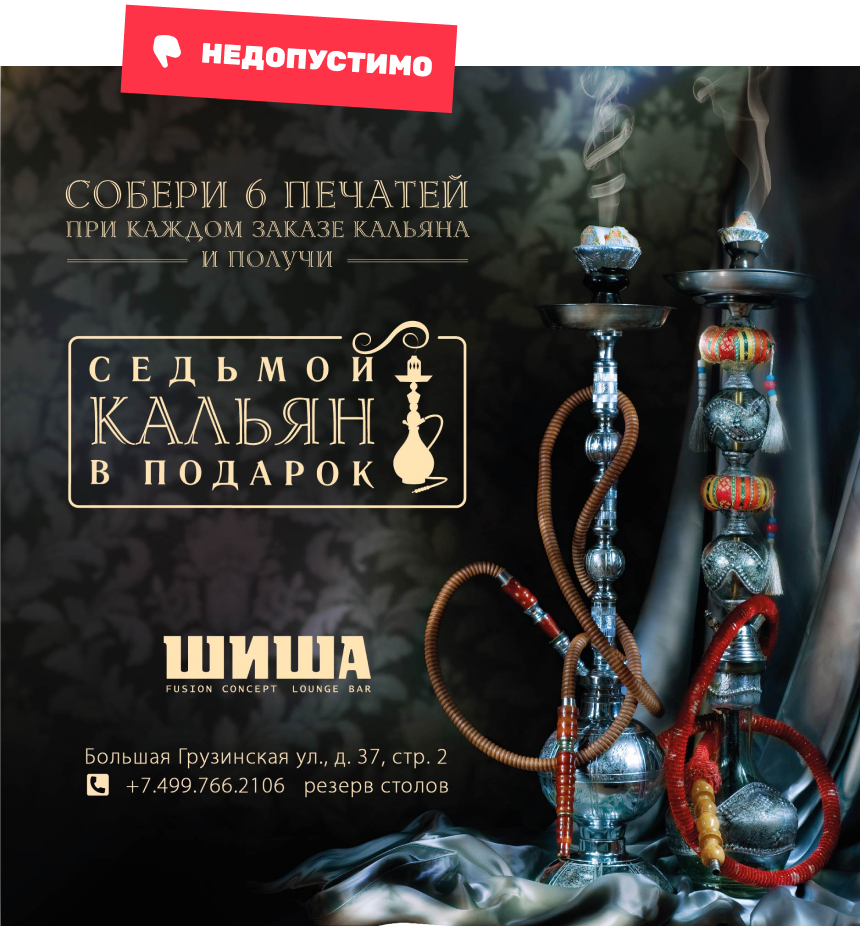 НЕДОПУСТИМО
СОБЕРИ 6 ПЕЧАТЕЙ
ПРИ КАЖДОМ ЗАКАЗЕ КАЛЬЯНА
И ПОЛУЧИ
СЕДЬМОЙ
КАЛЬЯН
В ПОДАРОК
ШИША
FUSION CONCEPT LOUNGE BAR
Большая Грузинская ул., д. 37, стр. 2
+7.499.766.2106 резерв столов